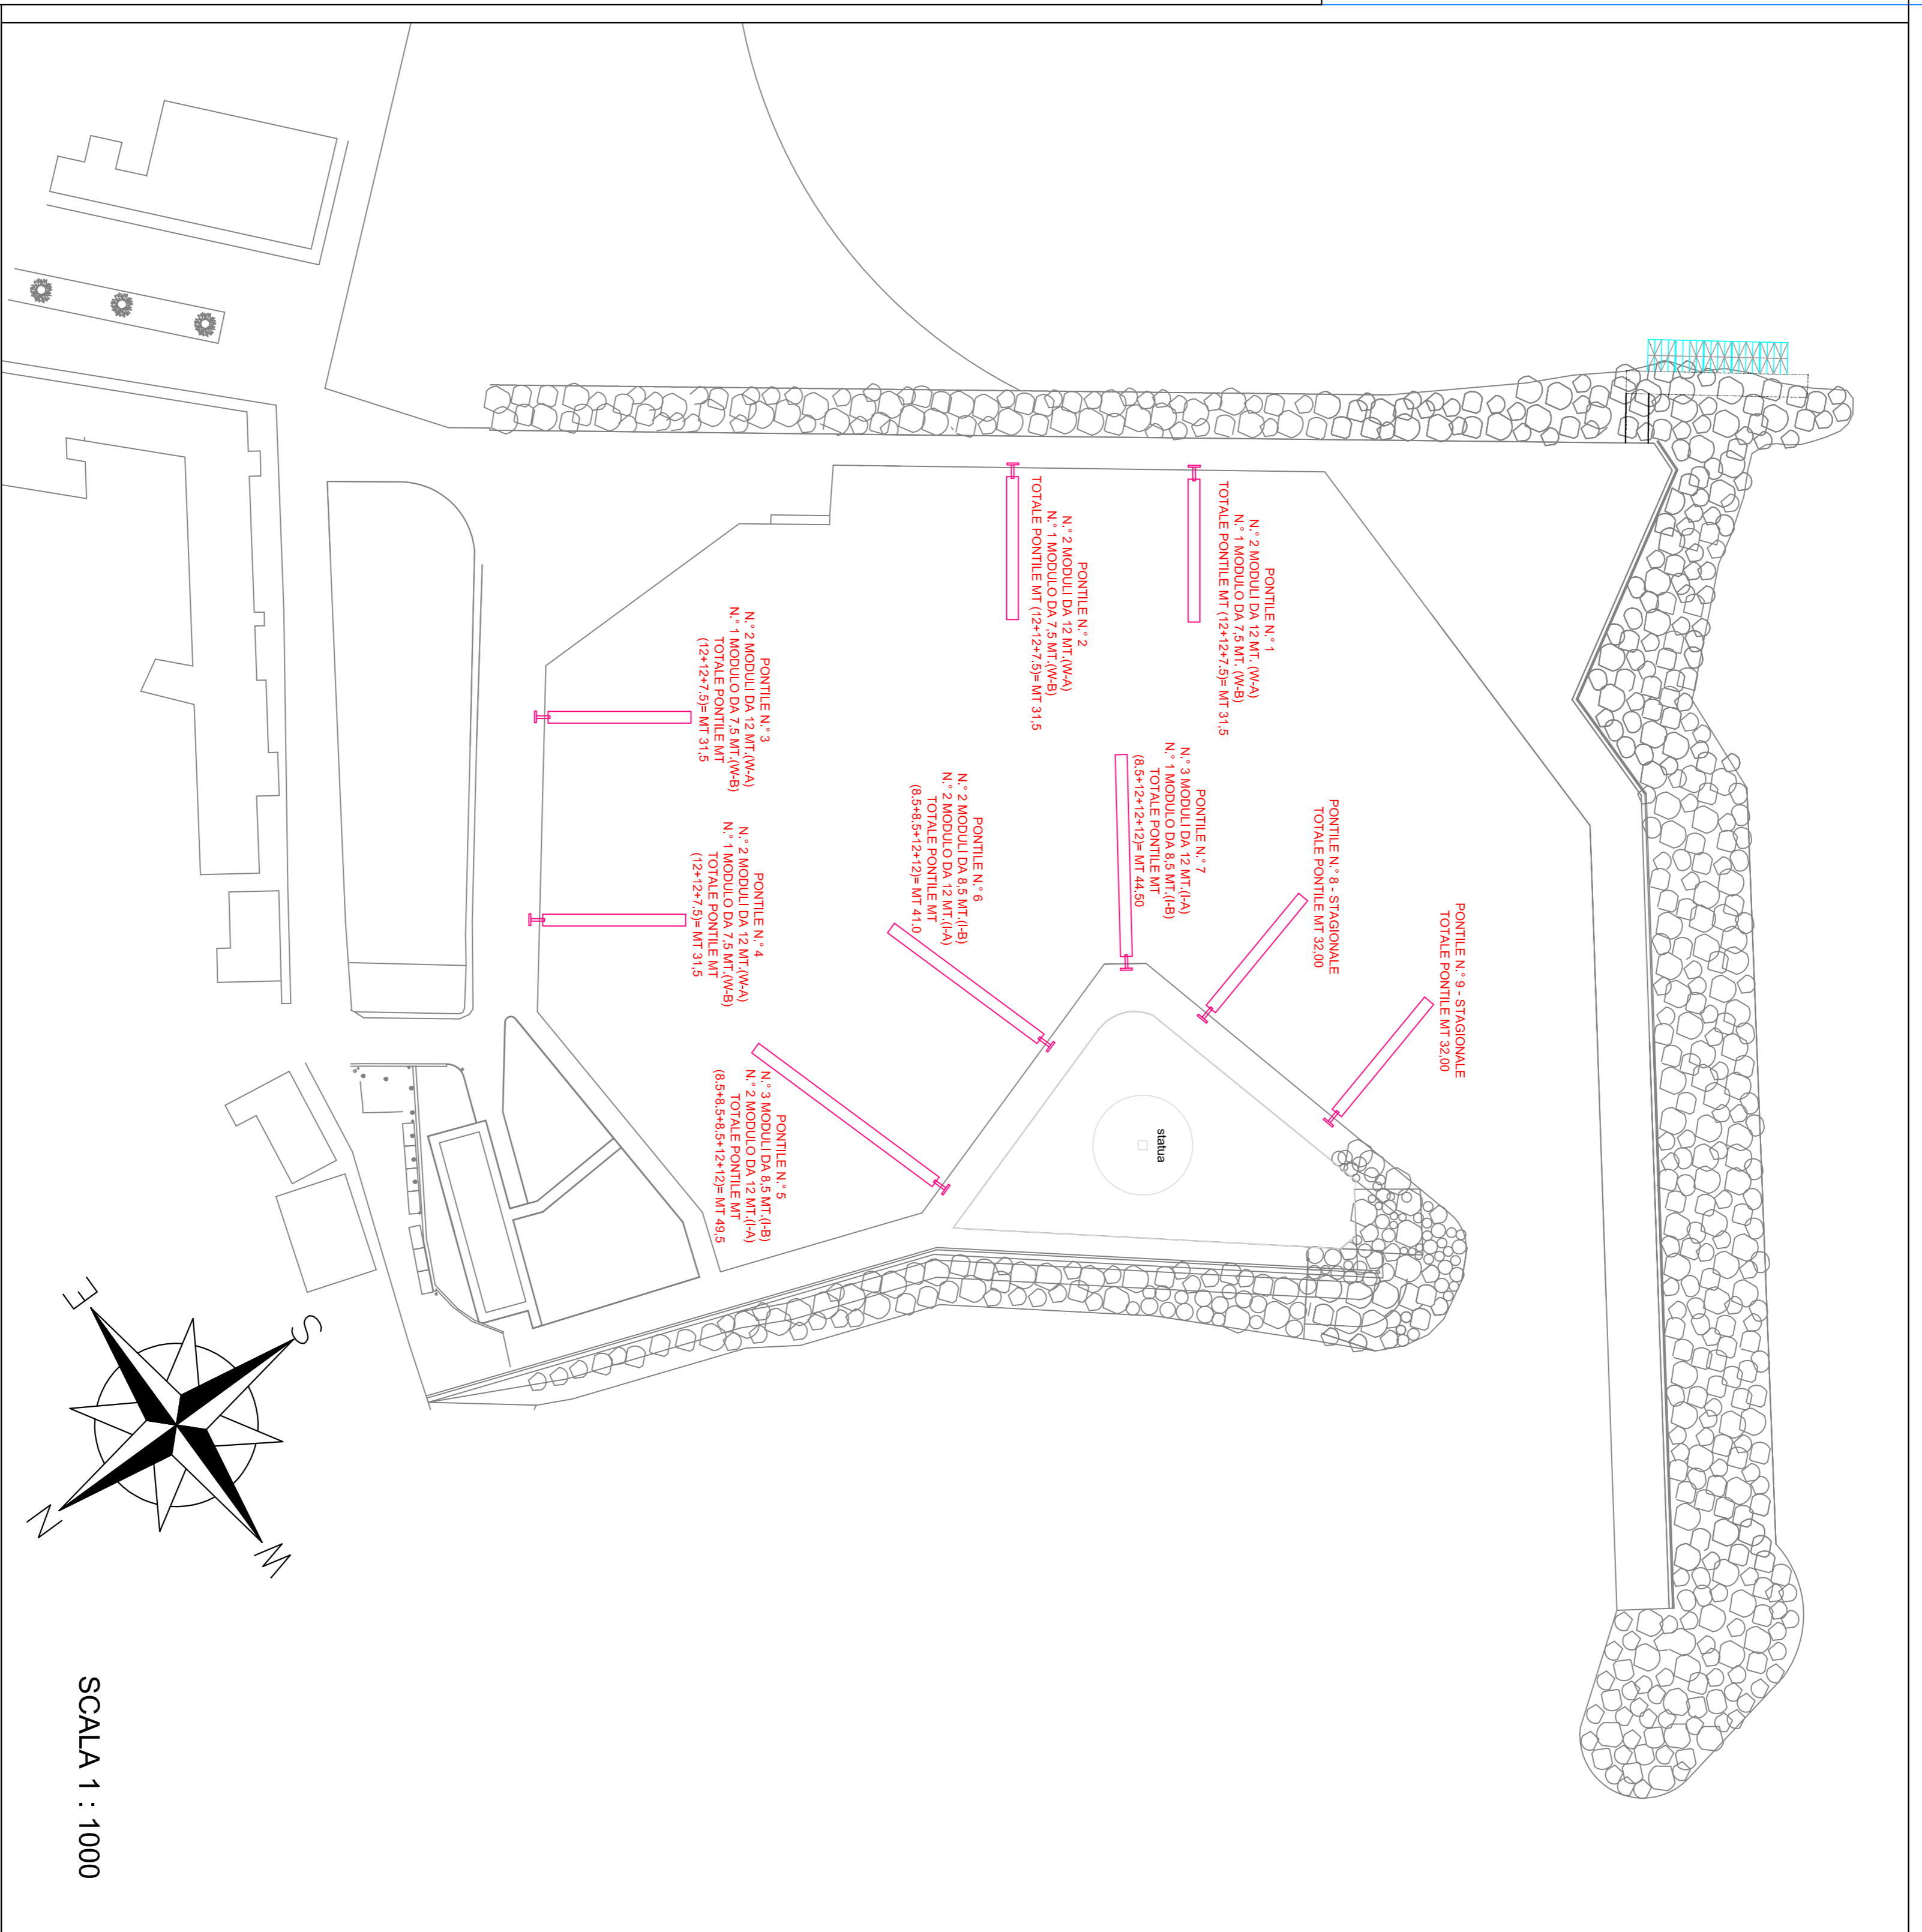 PONTILE N.° 1
N.° 2 MODULI DA 12 MT. (W-A)
N.° 1 MODULO DA 7,5 MT. (W-B)
TOTALE PONTILE MT (12+12+7.5)= MT 31,5
PONTILE N.° 2
N.° 2 MODULI DA 12 MT.(W-A)
N.° 1 MODULO DA 7,5 MT.(W-B)
TOTALE PONTILE MT (12+12+7.5)= MT 31,5
PONTILE N.° 3
N.° 2 MODULI DA 12 MT.(W-A)
N.° 1 MODULO DA 7,5 MT.(W-B)
TOTALE PONTILE MT
(12+12+7.5)= MT 31,5
PONTILE N.° 4
N.° 2 MODULI DA 12 MT.(W-A)
N.° 1 MODULO DA 7,5 MT.(W-B)
TOTALE PONTILE MT
(12+12+7.5)= MT 31,5
PONTILE N.° 5
N.° 3 MODULI DA 8,5 MT.(I-B)
N.° 2 MODULO DA 12 MT.(I-A)
TOTALE PONTILE MT
(8.5+8.5+8.5+12+12)= MT 49,5
PONTILE N.° 6
N.° 2 MODULI DA 8,5 MT.(I-B)
N.° 2 MODULO DA 12 MT.(I-A)
TOTALE PONTILE MT
(8.5+8.5+12+12)= MT 41.0
PONTILE N.° 7
N.° 3 MODULI DA 12 MT.(I-A)
N.° 1 MODULO DA 8,5 MT.(I-B)
TOTALE PONTILE MT
(8.5+12+12+12)= MT 44.50
PONTILE N.° 8 - STAGIONALE
TOTALE PONTILE MT 32,00
PONTILE N.° 9 - STAGIONALE
TOTALE PONTILE MT 32,00
statua
E
S
N
W
SCALA 1 : 1000